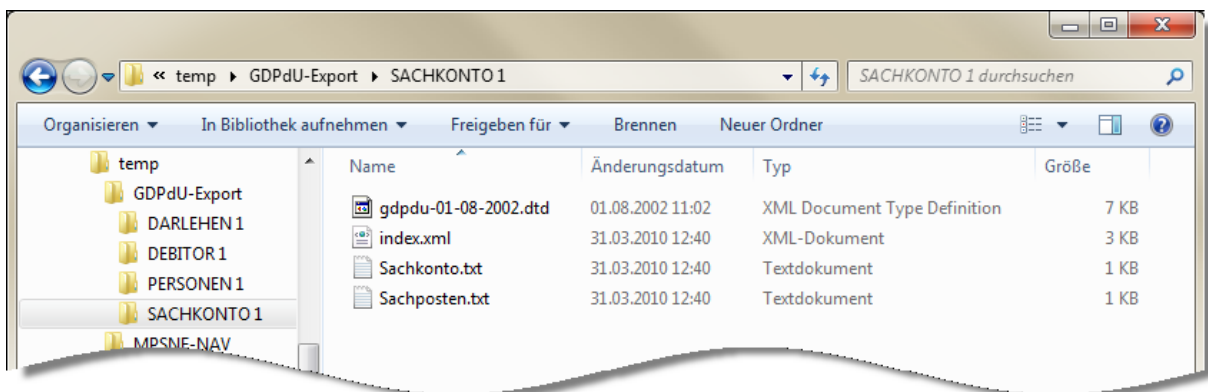 « temp ▸ GDPdU-Export ▸ SACHKONTO 1
SACHKONTO 1 durchsuchen
Organisieren ▾ In Bibliothek aufnehmen ▾ Freigeben für ▾ Brennen Neuer Ordner
temp
GDPdU-Export
DARLEHEN 1
DEBITOR 1
PERSONEN 1
SACHKONTO 1
MPSNF-NAV
Name Änderungsdatum Typ Größe
gdpdu-01-08-2002.dtd 01.08.2002 11:02 XML Document Type Definition 7 KB
index.xml 31.03.2010 12:40 XML-Dokument 3 KB
Sachkonto.txt 31.03.2010 12:40 Textdokument 1 KB
Sachposten.txt 31.03.2010 12:40 Textdokument 1 KB